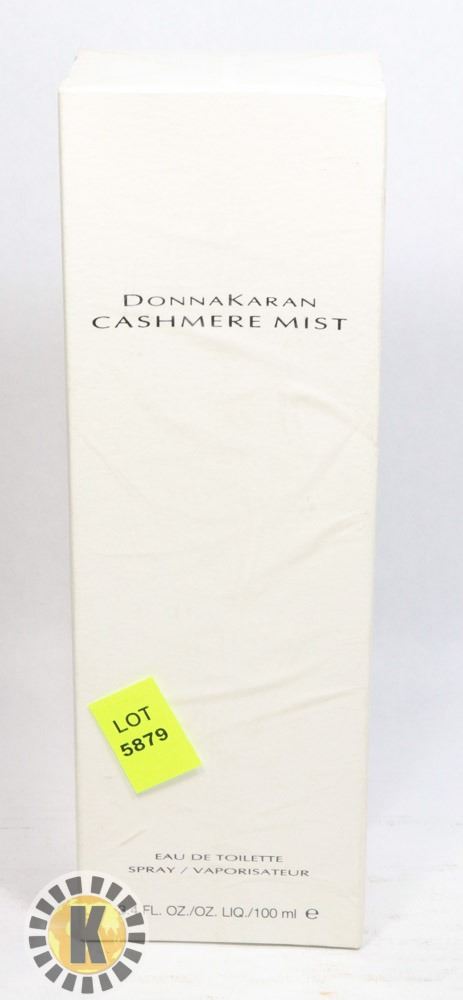 DONNAKARAN
CASHMERE MIST
LOT
5879
EAU DE TOILETTE
SPRAY / VAPORISATEUR
FL. OZ./OZ. LIQ./100 ml ℮
K